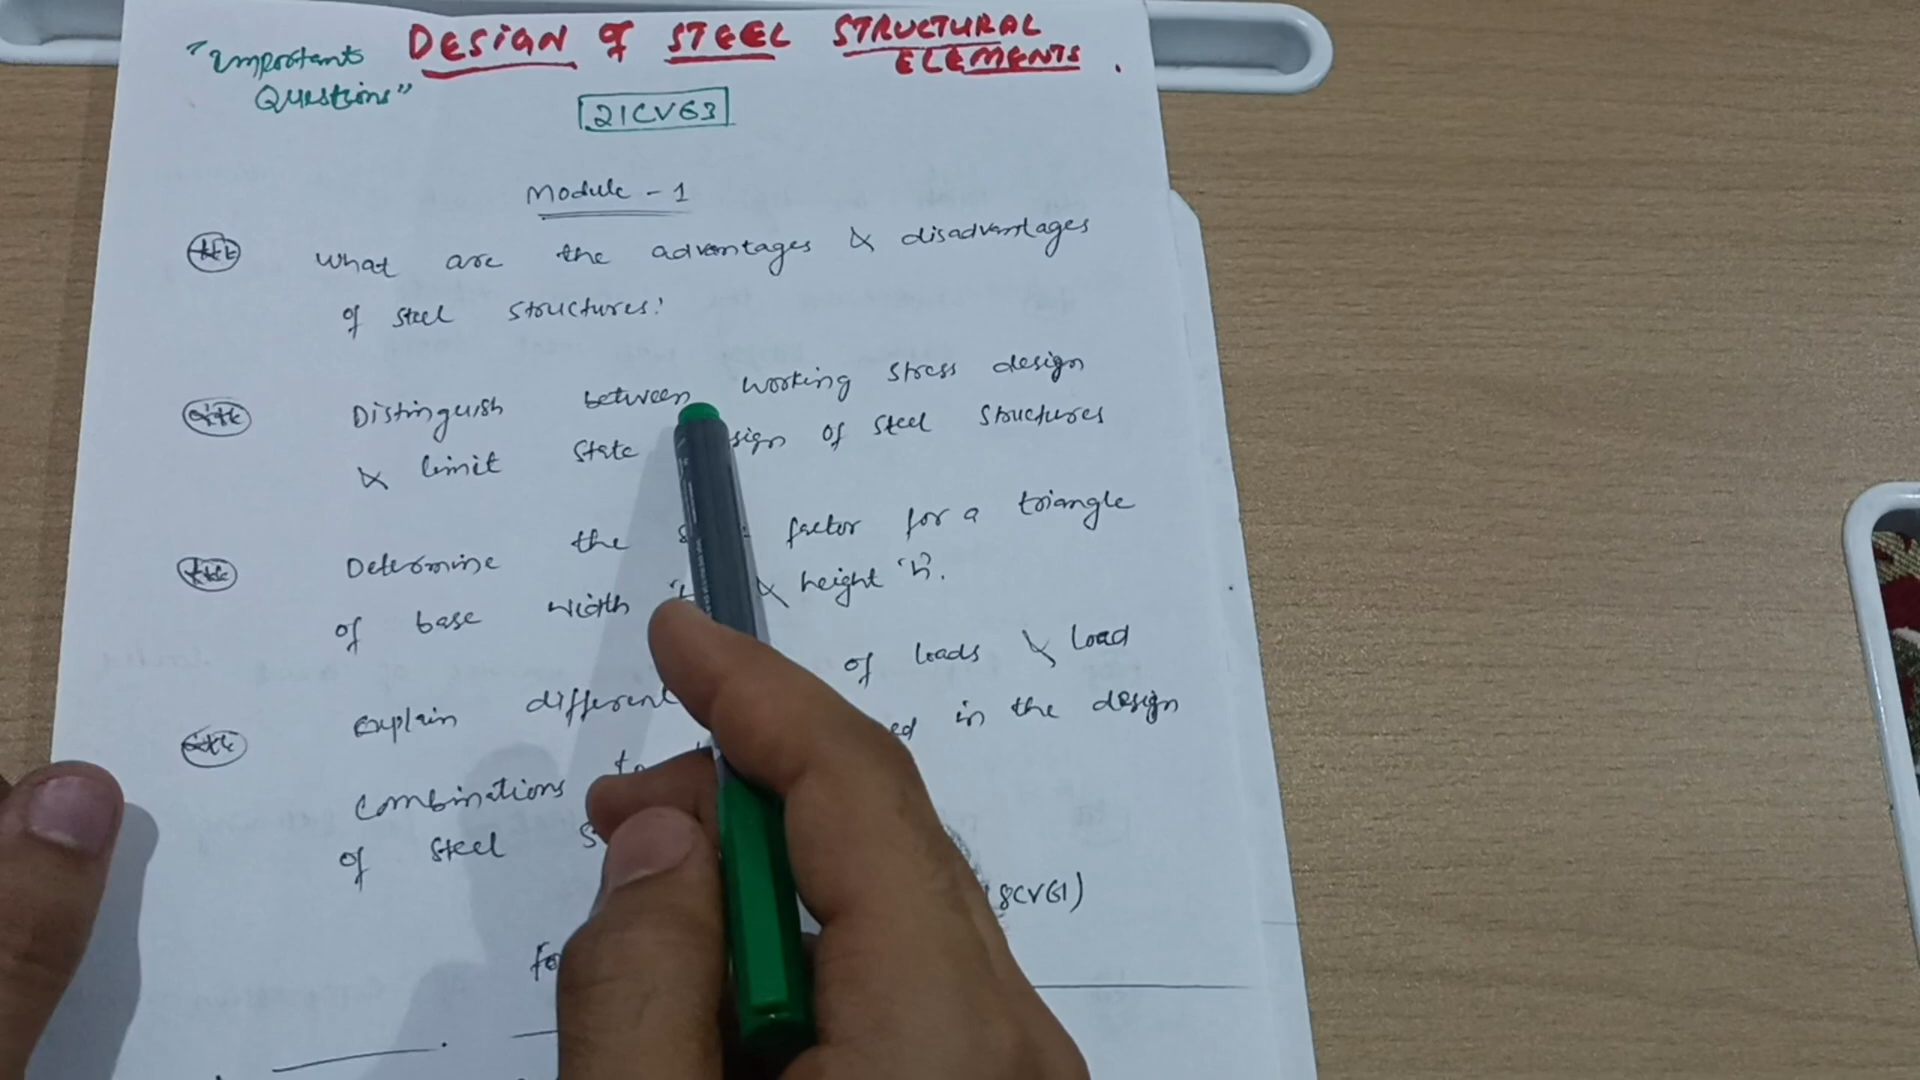 "Importants Questions"
DESIGN of STEEL STRUCTURAL ELEMENTS.
21CV63
Module - 1
What are the advantages & disadvantages
of steel structures?
Distinguish between working stress design
& limit state design of steel structures
Determine the factor for a triangle
of base width & height 'h'.
Explain different of loads & load
combinations in the design
of steel
18CV61)